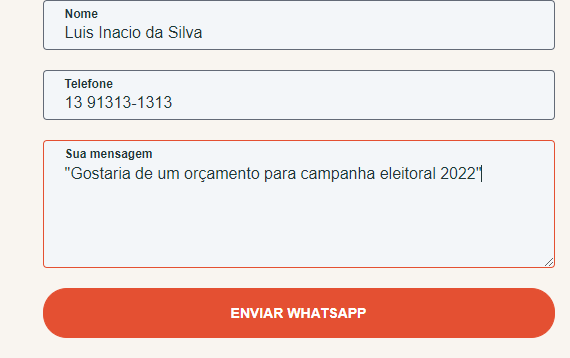 Nome
Luis Inacio da Silva
Telefone
13 91313-1313
Sua mensagem
"Gostaria de um orçamento para campanha eleitoral 2022"
ENVIAR WHATSAPP